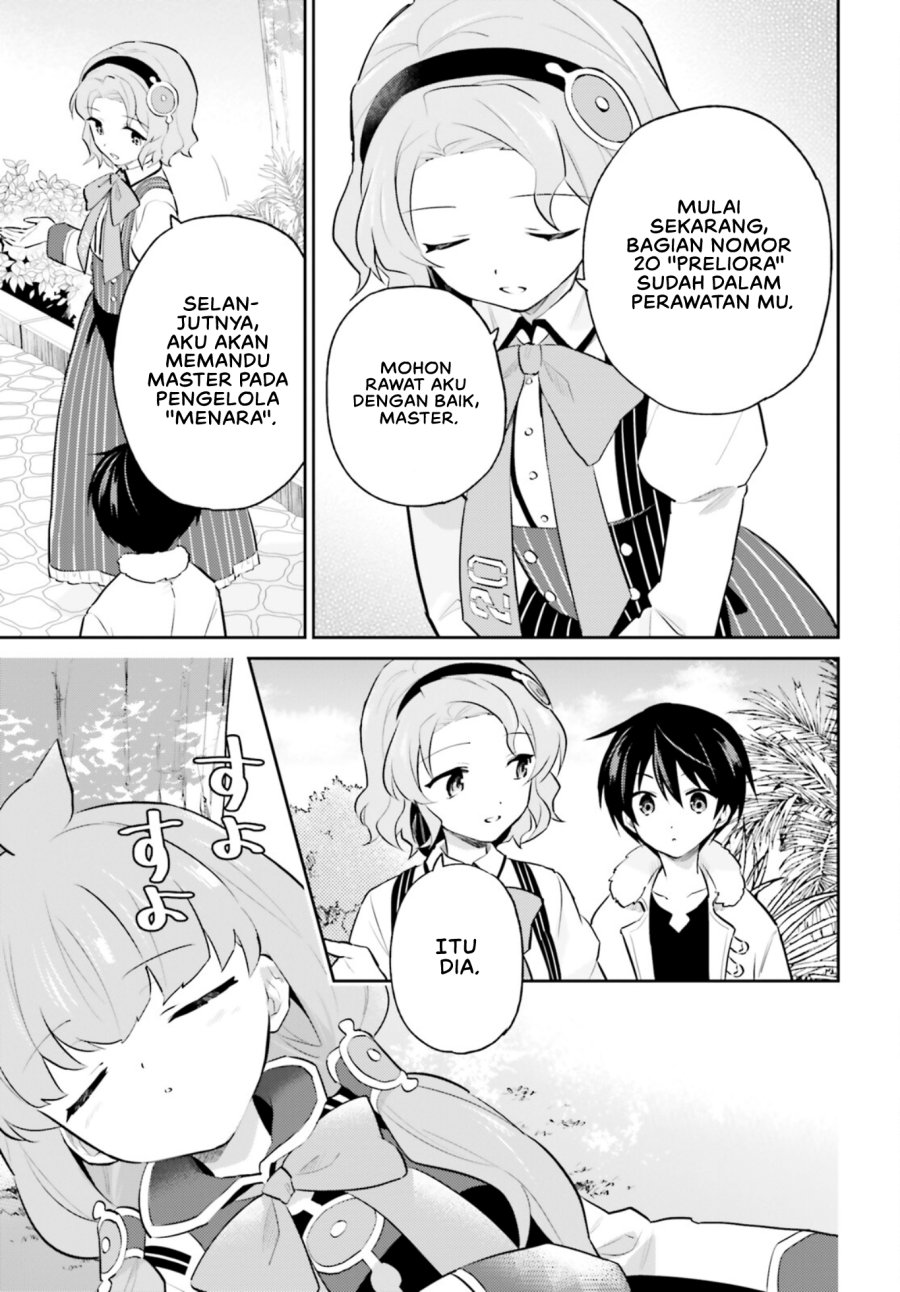 MULAI
SEKARANG,
BAGIAN NOMOR
20 "PRELIORA"
SUDAH DALAM
PERAWATAN MU.
MOHON
RAWAT AKU
DENGAN BAIK,
MASTER.
20
SELAN-
JUTNYA,
AKU AKAN
MEMANDU
MASTER PADA
PENGELOLA
"MENARA".
ITU
DIA.
すよ
すよ